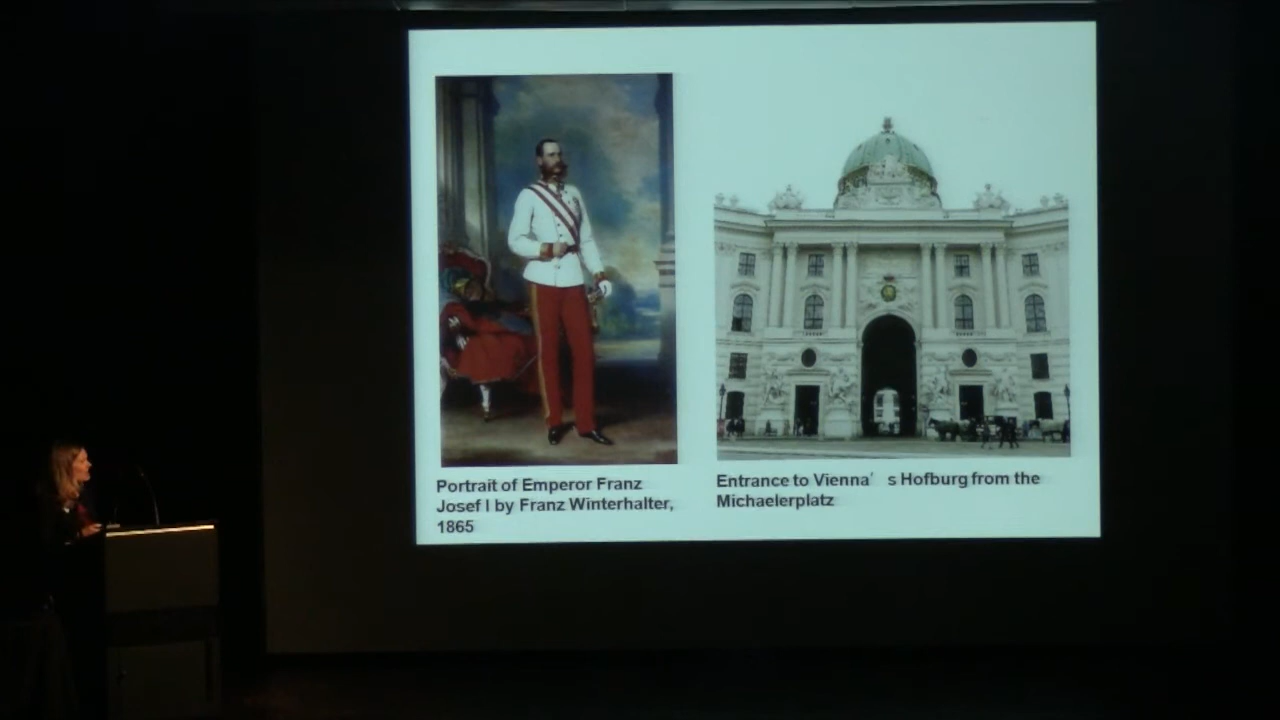 Portrait of Emperor Franz
Josef I by Franz Winterhalter,
1865
Entrance to Vienna’ s Hofburg from the
Michaelerplatz